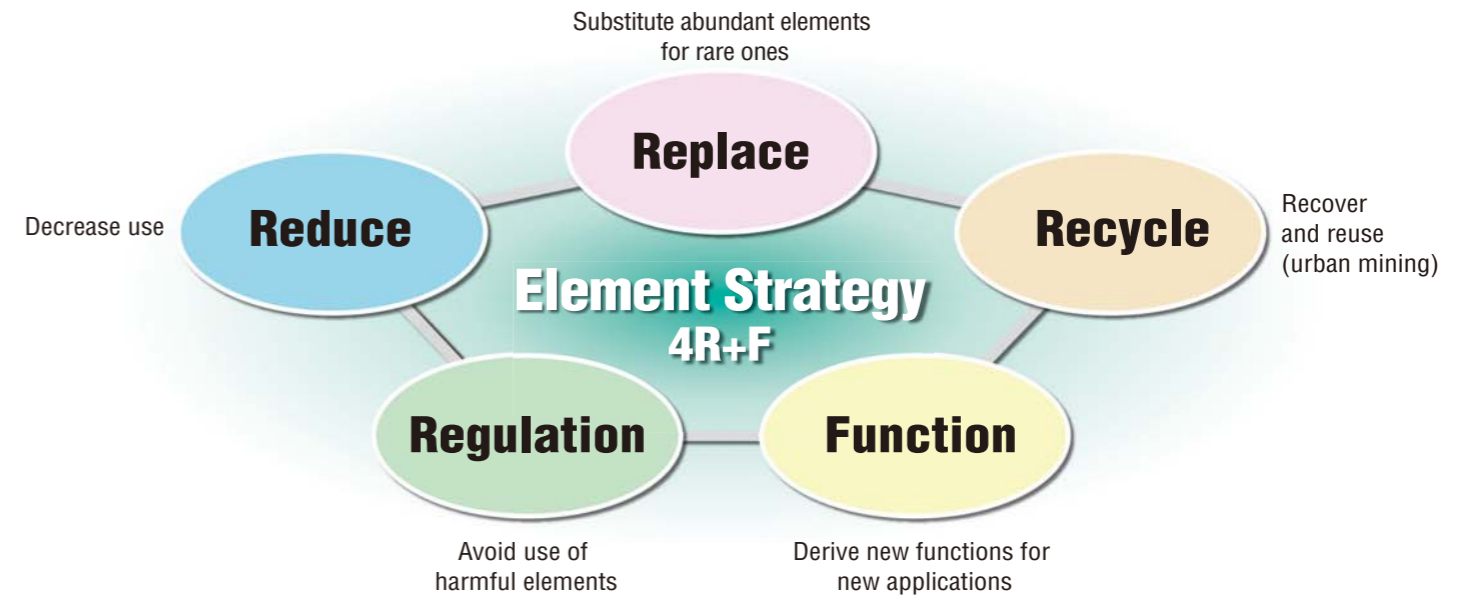 Substitute abundant elements
for rare ones
Replace
Decrease use
Reduce
Recycle
Recover
and reuse
(urban mining)
Element Strategy
4R+F
Regulation
Function
Avoid use of
harmful elements
Derive new functions for
new applications